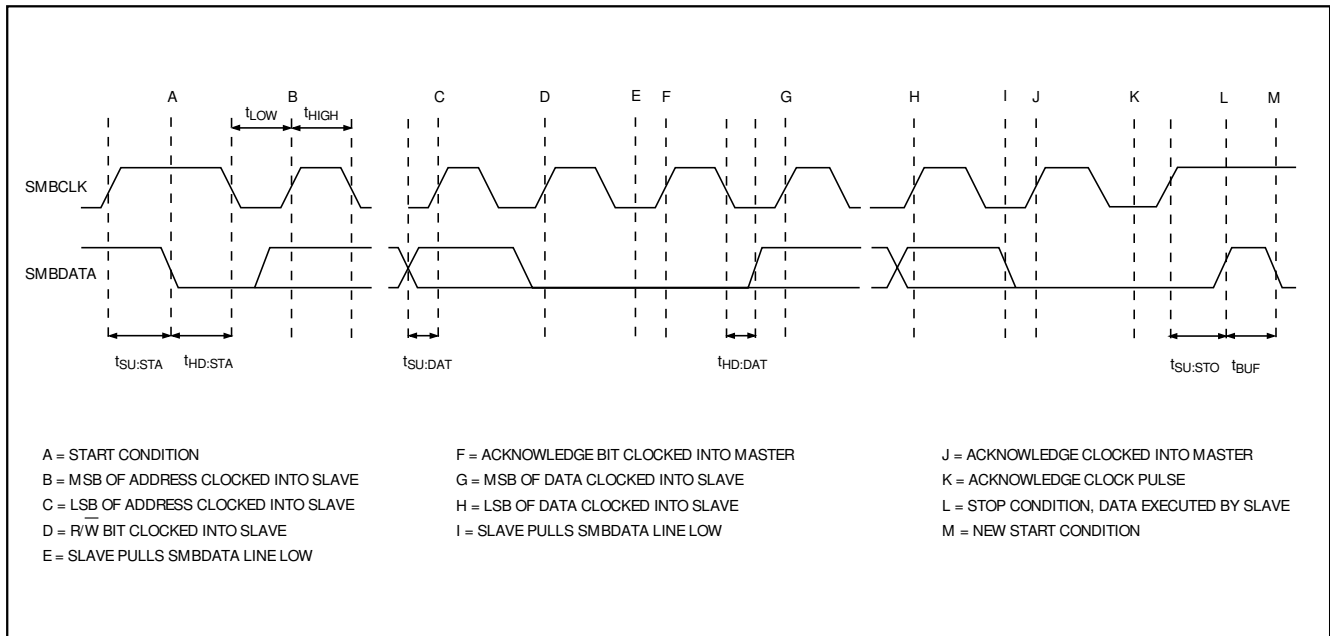 A B C D E F G H I J K L M
tLOW tHIGH
SMBCLK
SMBDATA
tSU:STA tHD:STA tSU:DAT tHD:DAT tSU:STO tBUF
A = START CONDITION
B = MSB OF ADDRESS CLOCKED INTO SLAVE
C = LSB OF ADDRESS CLOCKED INTO SLAVE
D = R/W̅ BIT CLOCKED INTO SLAVE
E = SLAVE PULLS SMBDATA LINE LOW
F = ACKNOWLEDGE BIT CLOCKED INTO MASTER
G = MSB OF DATA CLOCKED INTO SLAVE
H = LSB OF DATA CLOCKED INTO SLAVE
I = SLAVE PULLS SMBDATA LINE LOW
J = ACKNOWLEDGE CLOCKED INTO MASTER
K = ACKNOWLEDGE CLOCK PULSE
L = STOP CONDITION, DATA EXECUTED BY SLAVE
M = NEW START CONDITION